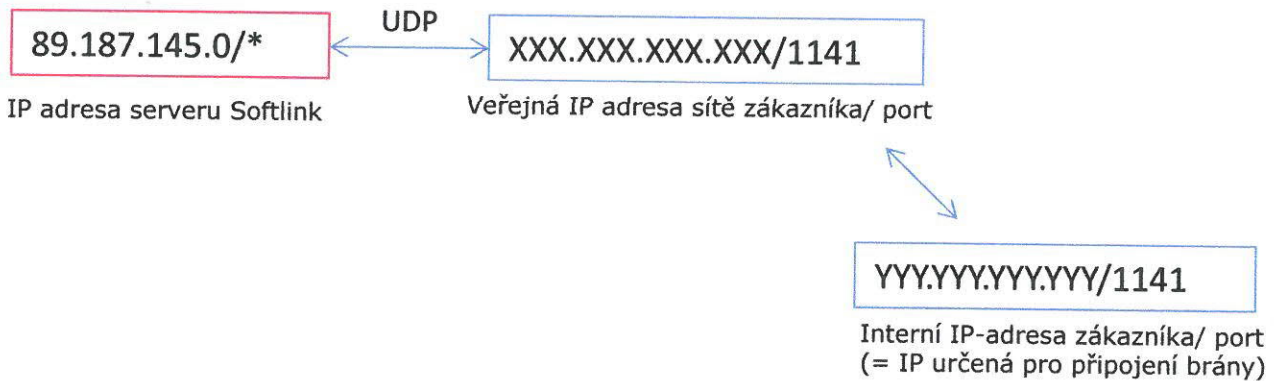 UDP
89.187.145.0/*
XXX.XXX.XXX.XXX/1141
IP adresa serveru Softlink
Veřejná IP adresa sítě zákazníka/ port
YYY.YYY.YYY.YYY/1141
Interní IP-adresa zákazníka/ port
(= IP určená pro připojení brány)